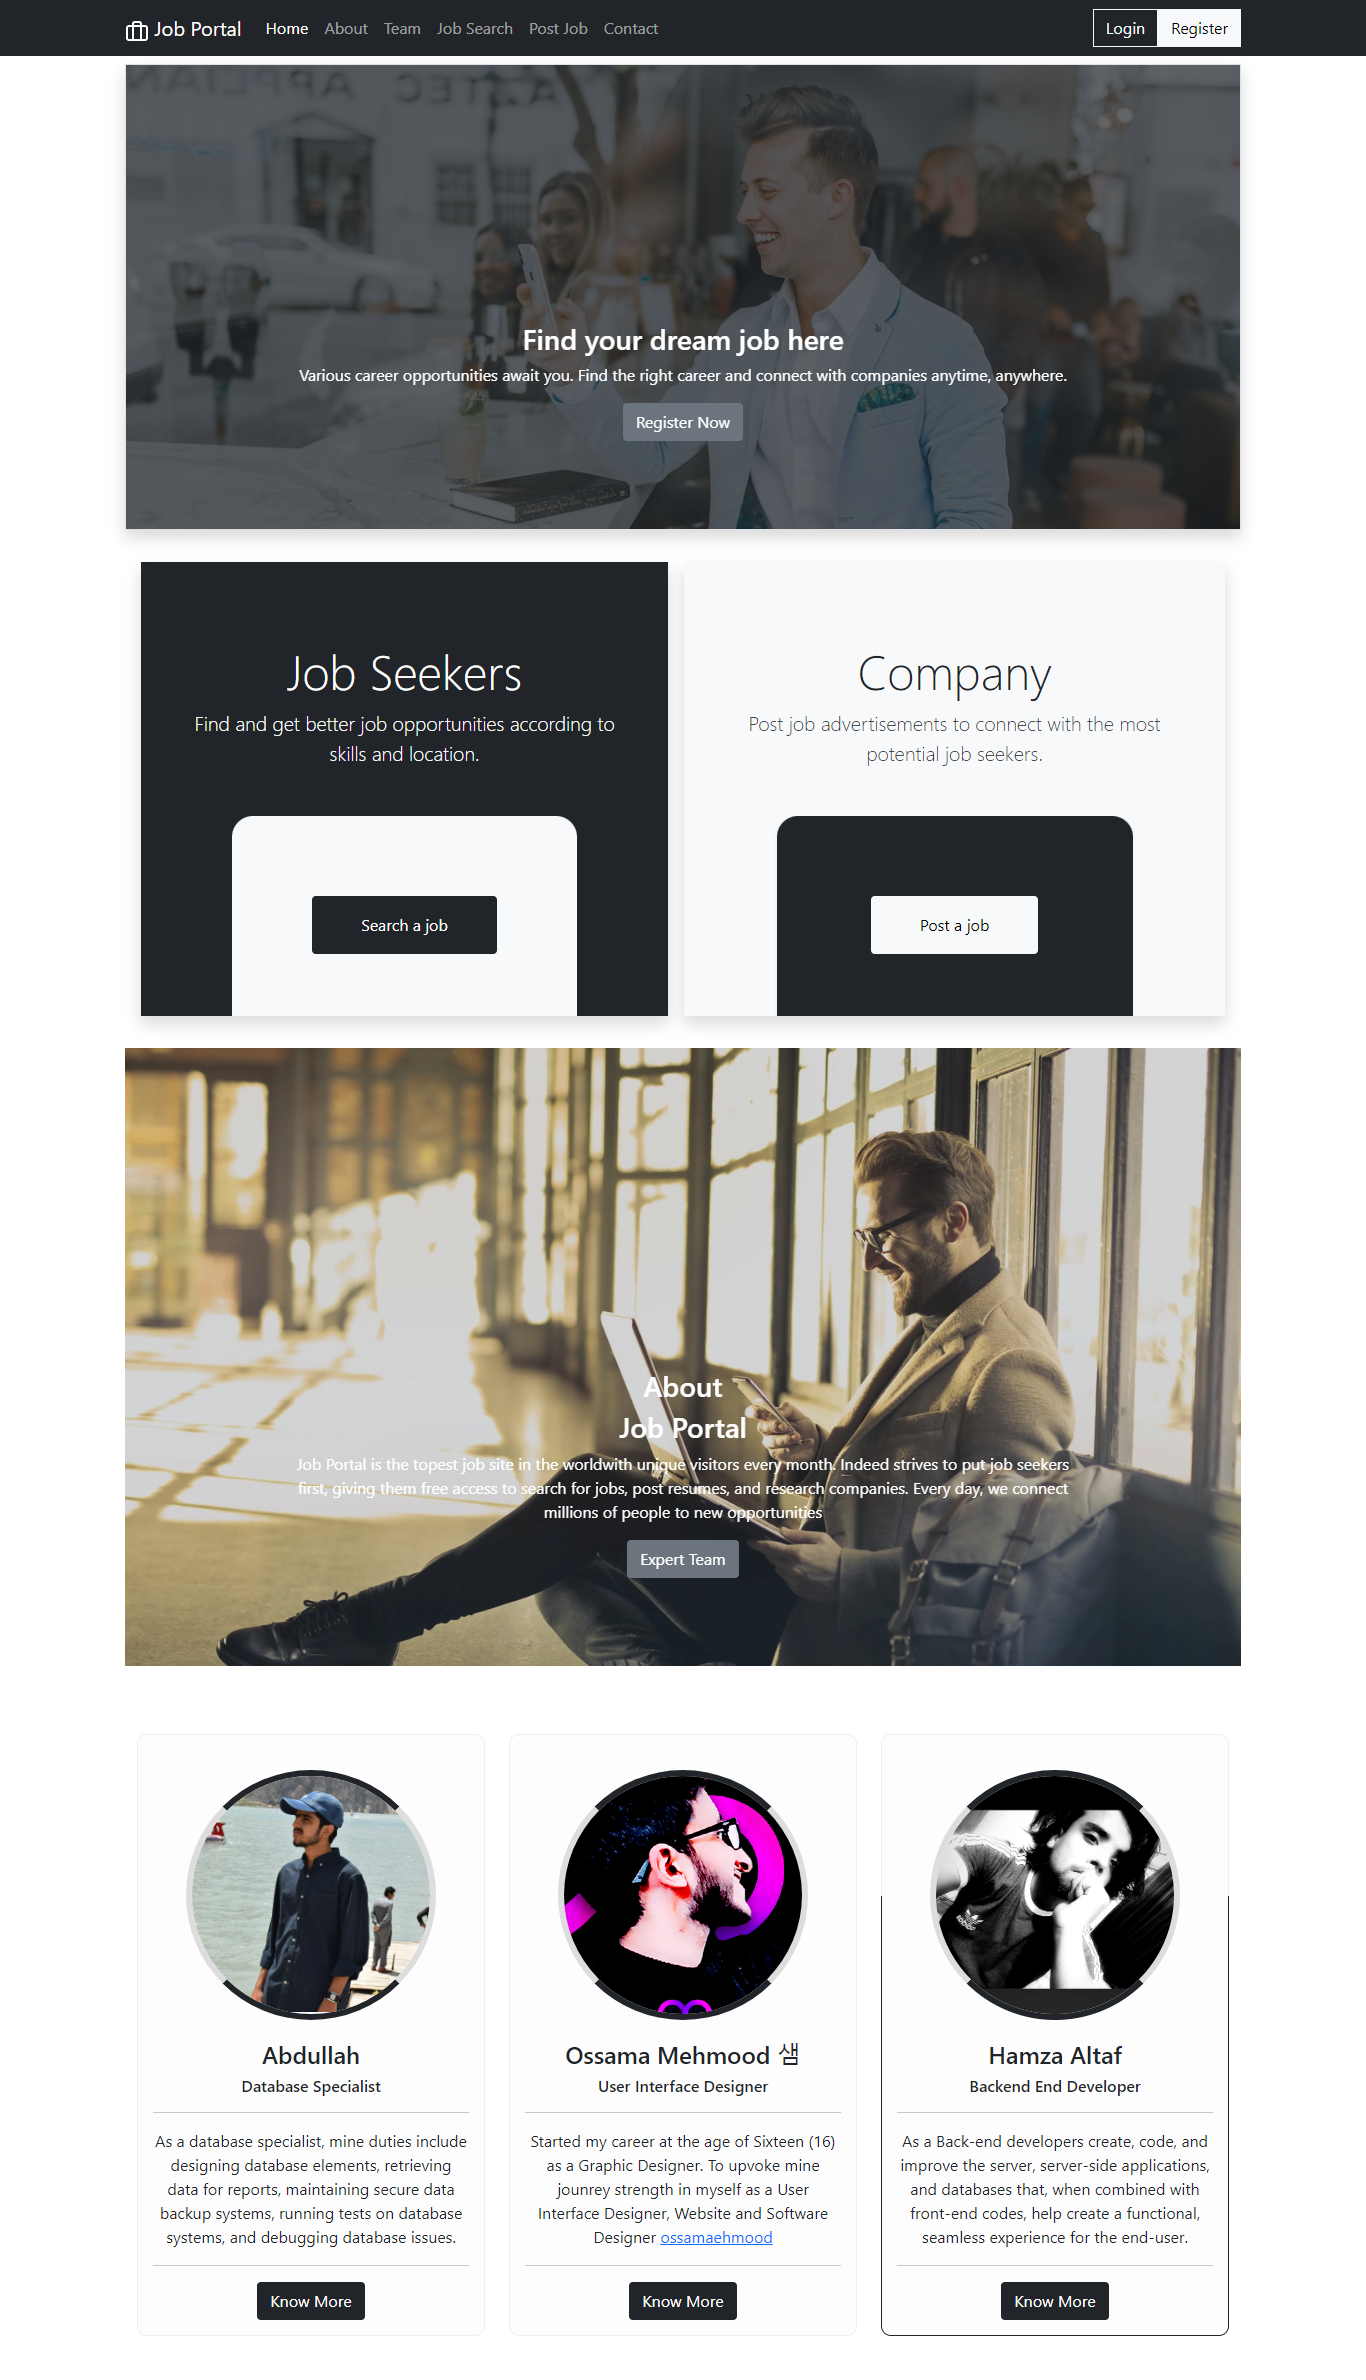 Job Portal
Home About Team Job Search Post Job Contact
Login Register
AZTEC APPLIAN
Find your dream job here
Various career opportunities await you. Find the right career and connect with companies anytime, anywhere.
Register Now
Job Seekers
Find and get better job opportunities according to
skills and location.
Search a job
Company
Post job advertisements to connect with the most
potential job seekers.
Post a job
About
Job Portal
Job Portal is the topest job site in the worldwith unique visitors every month. Indeed strives to put job seekers
first, giving them free access to search for jobs, post resumes, and research companies. Every day, we connect
millions of people to new opportunities
Expert Team
Abdullah
Database Specialist
As a database specialist, mine duties include
designing database elements, retrieving
data for reports, maintaining secure data
backup systems, running tests on database
systems, and debugging database issues.
Know More
Ossama Mehmood 샘
User Interface Designer
Started my career at the age of Sixteen (16)
as a Graphic Designer. To upvoke mine
jounrey strength in myself as a User
Interface Designer, Website and Software
Designer ossamaehmood
Know More
Hamza Altaf
Backend End Developer
As a Back-end developers create, code, and
improve the server, server-side applications,
and databases that, when combined with
front-end codes, help create a functional,
seamless experience for the end-user.
Know More